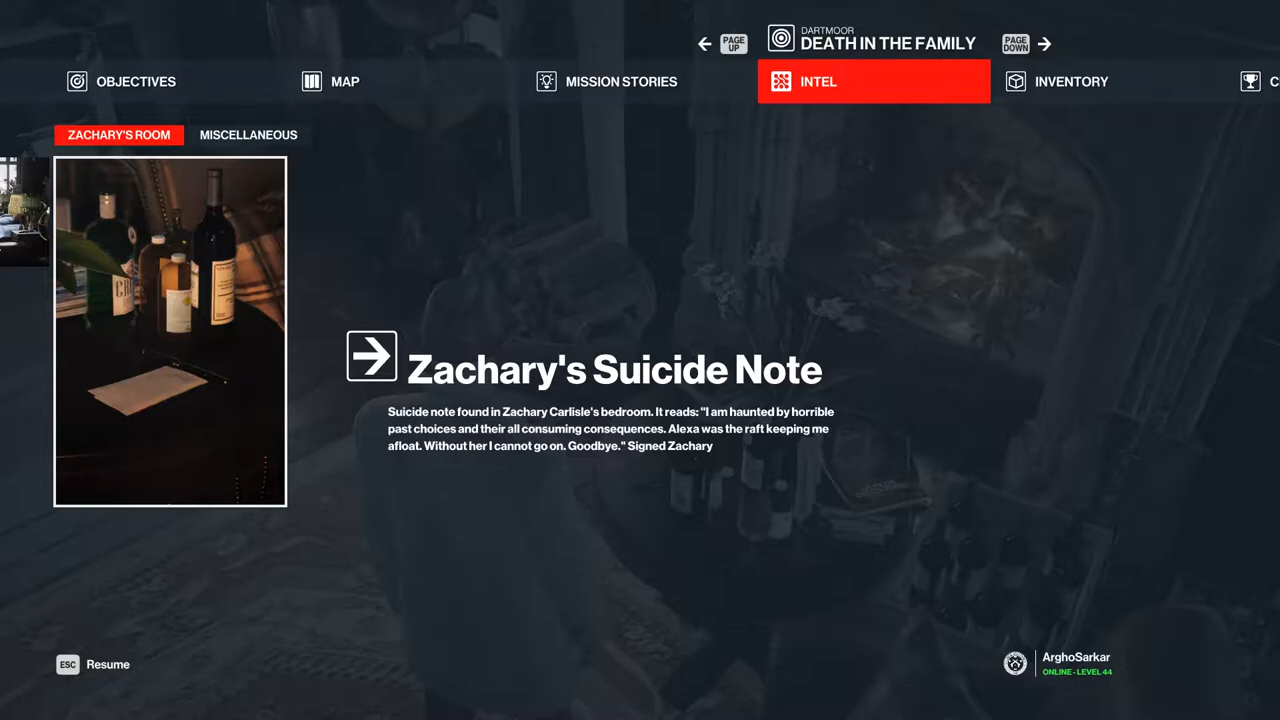 DARTMOOR
PAGE UP
DEATH IN THE FAMILY
PAGE DOWN
OBJECTIVES
MAP
MISSION STORIES
INTEL
INVENTORY
C
ZACHARY'S ROOM
MISCELLANEOUS
Zachary's Suicide Note
Suicide note found in Zachary Carlisle's bedroom. It reads: "I am haunted by horrible
past choices and their all consuming consequences. Alexa was the raft keeping me
afloat. Without her I cannot go on. Goodbye." Signed Zachary
ESC Resume
ArghoSarkar
ONLINE - LEVEL 44